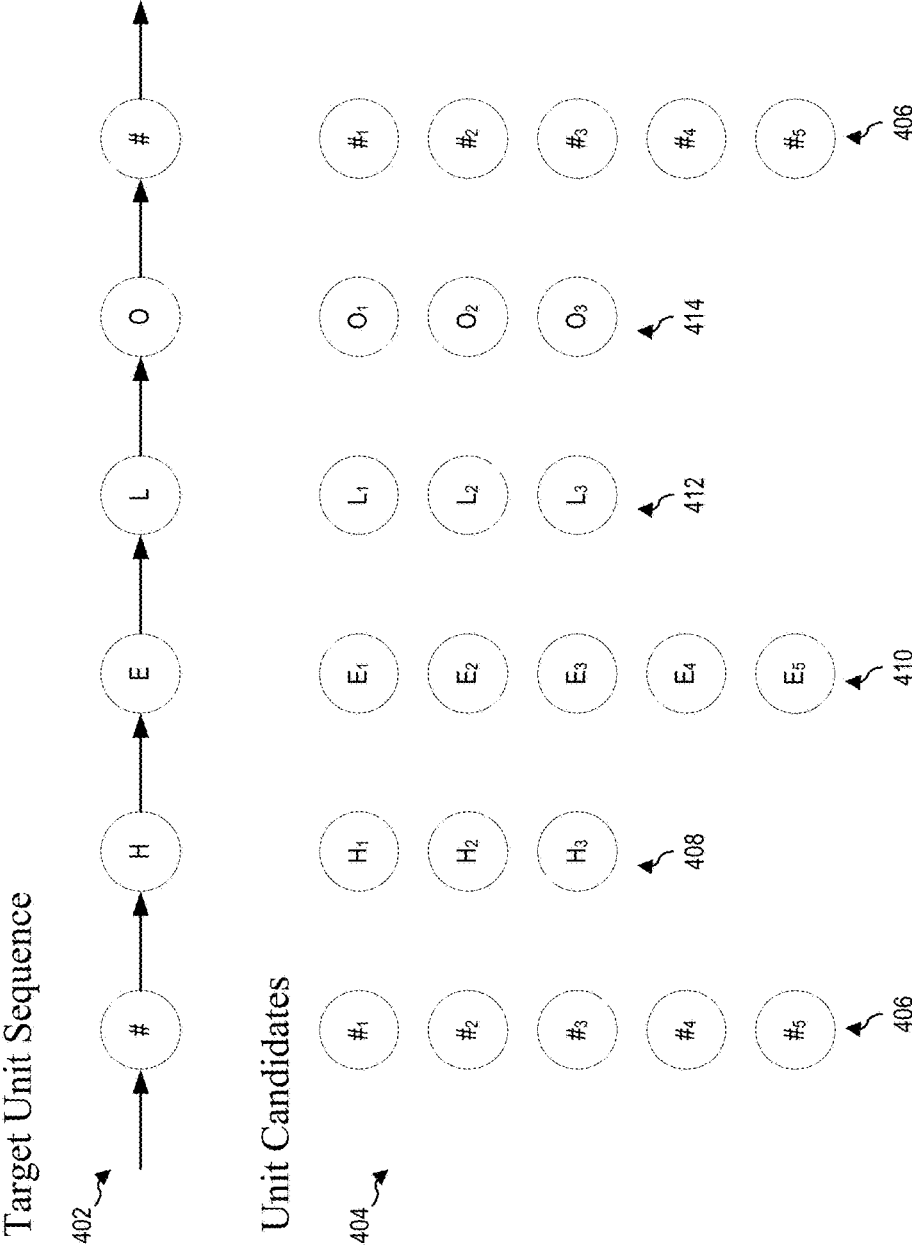 Target Unit Sequence
402
# H E L O #
Unit Candidates
404
#₁ H₁ E₁ L₁ O₁ #₁
#₂ H₂ E₂ L₂ O₂ #₂
#₃ H₃ E₃ L₃ O₃ #₃
408 412 414
#₄ E₄ #₄
#₅ E₅ #₅
406 410 406